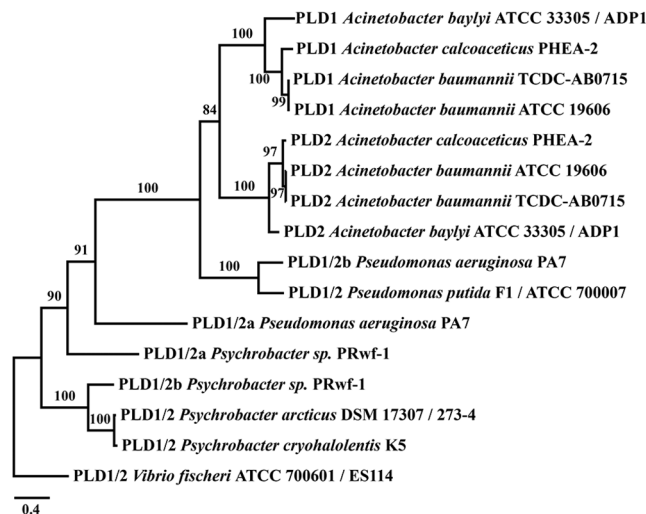 PLD1 Acinetobacter baylyi ATCC 33305 / ADP1
100
PLD1 Acinetobacter calcoaceticus PHEA-2
100
PLD1 Acinetobacter baumannii TCDC-AB0715
99
PLD1 Acinetobacter baumannii ATCC 19606
84
PLD2 Acinetobacter calcoaceticus PHEA-2
97
PLD2 Acinetobacter baumannii ATCC 19606
100
97
PLD2 Acinetobacter baumannii TCDC-AB0715
100
PLD2 Acinetobacter baylyi ATCC 33305 / ADP1
91
PLD1/2b Pseudomonas aeruginosa PA7
100
PLD1/2 Pseudomonas putida F1 / ATCC 700007
90
PLD1/2a Pseudomonas aeruginosa PA7
PLD1/2a Psychrobacter sp. PRwf-1
PLD1/2b Psychrobacter sp. PRwf-1
100
PLD1/2 Psychrobacter arcticus DSM 17307 / 273-4
100
PLD1/2 Psychrobacter cryohalolentis K5
PLD1/2 Vibrio fischeri ATCC 700601 / ES114
0.4